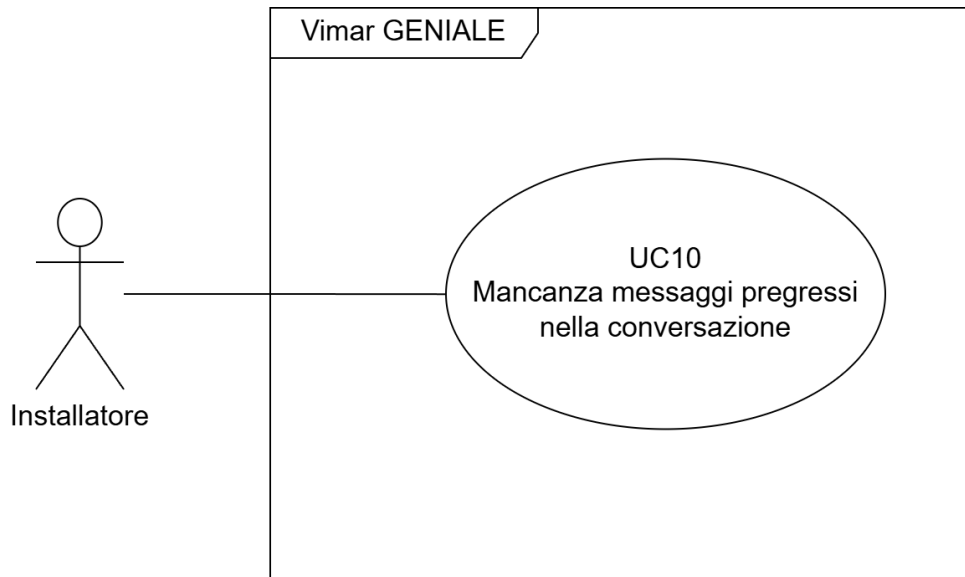 Vimar GENIALE
UC10
Mancanza messaggi pregressi
nella conversazione
Installatore